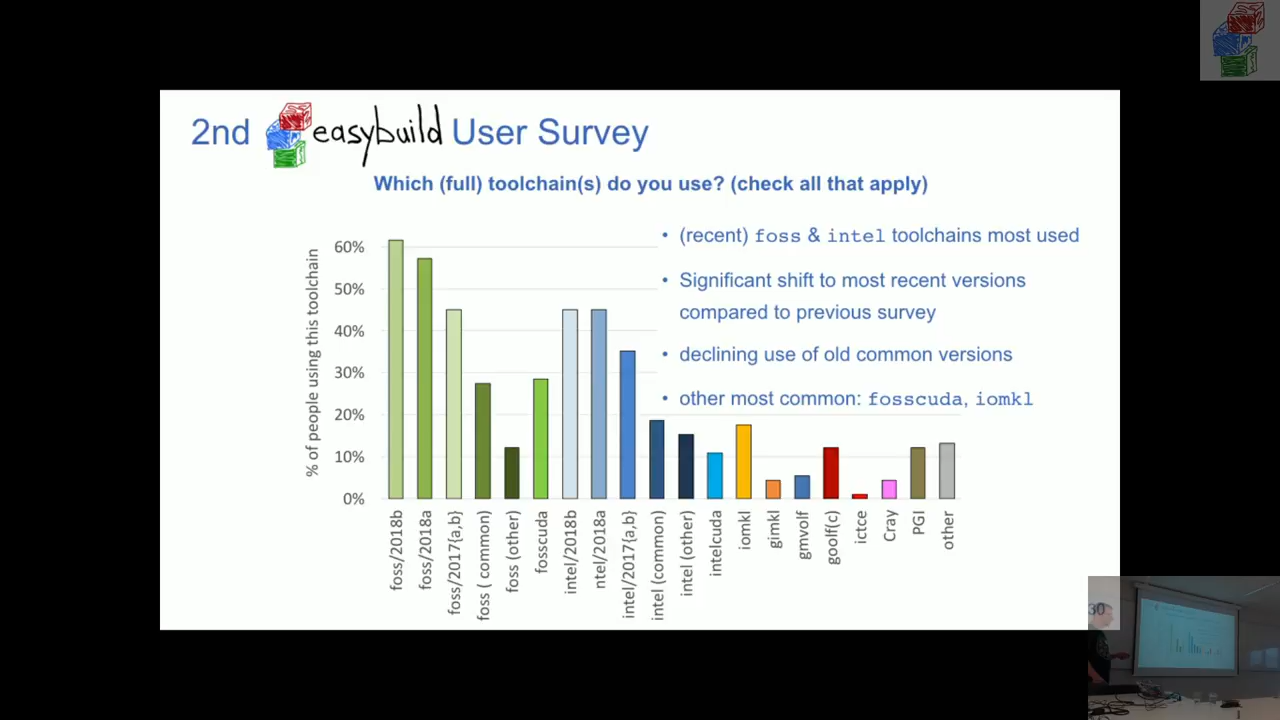 2nd easybuild User Survey
Which (full) toolchain(s) do you use? (check all that apply)
• (recent) foss & intel toolchains most used
• Significant shift to most recent versions
compared to previous survey
• declining use of old common versions
• other most common: fosscuda, iomkl
% of people using this toolchain
60%
50%
40%
30%
20%
10%
0%
foss/2018b
foss/2018a
foss/2017{a,b}
foss ( common)
foss (other)
fosscuda
intel/2018b
ntel/2018a
intel/2017{a,b}
intel (common)
intel (other)
intelcuda
iomkl
gimkl
gmvolf
goolf(c)
ictce
Cray
PGI
other
30